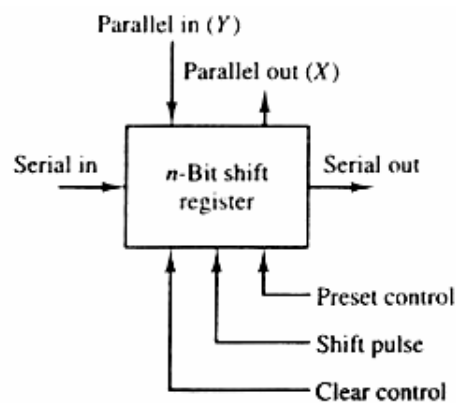 Parallel in (Y)
Parallel out (X)
Serial in
n-Bit shift
register
Serial out
Preset control
Shift pulse
Clear control